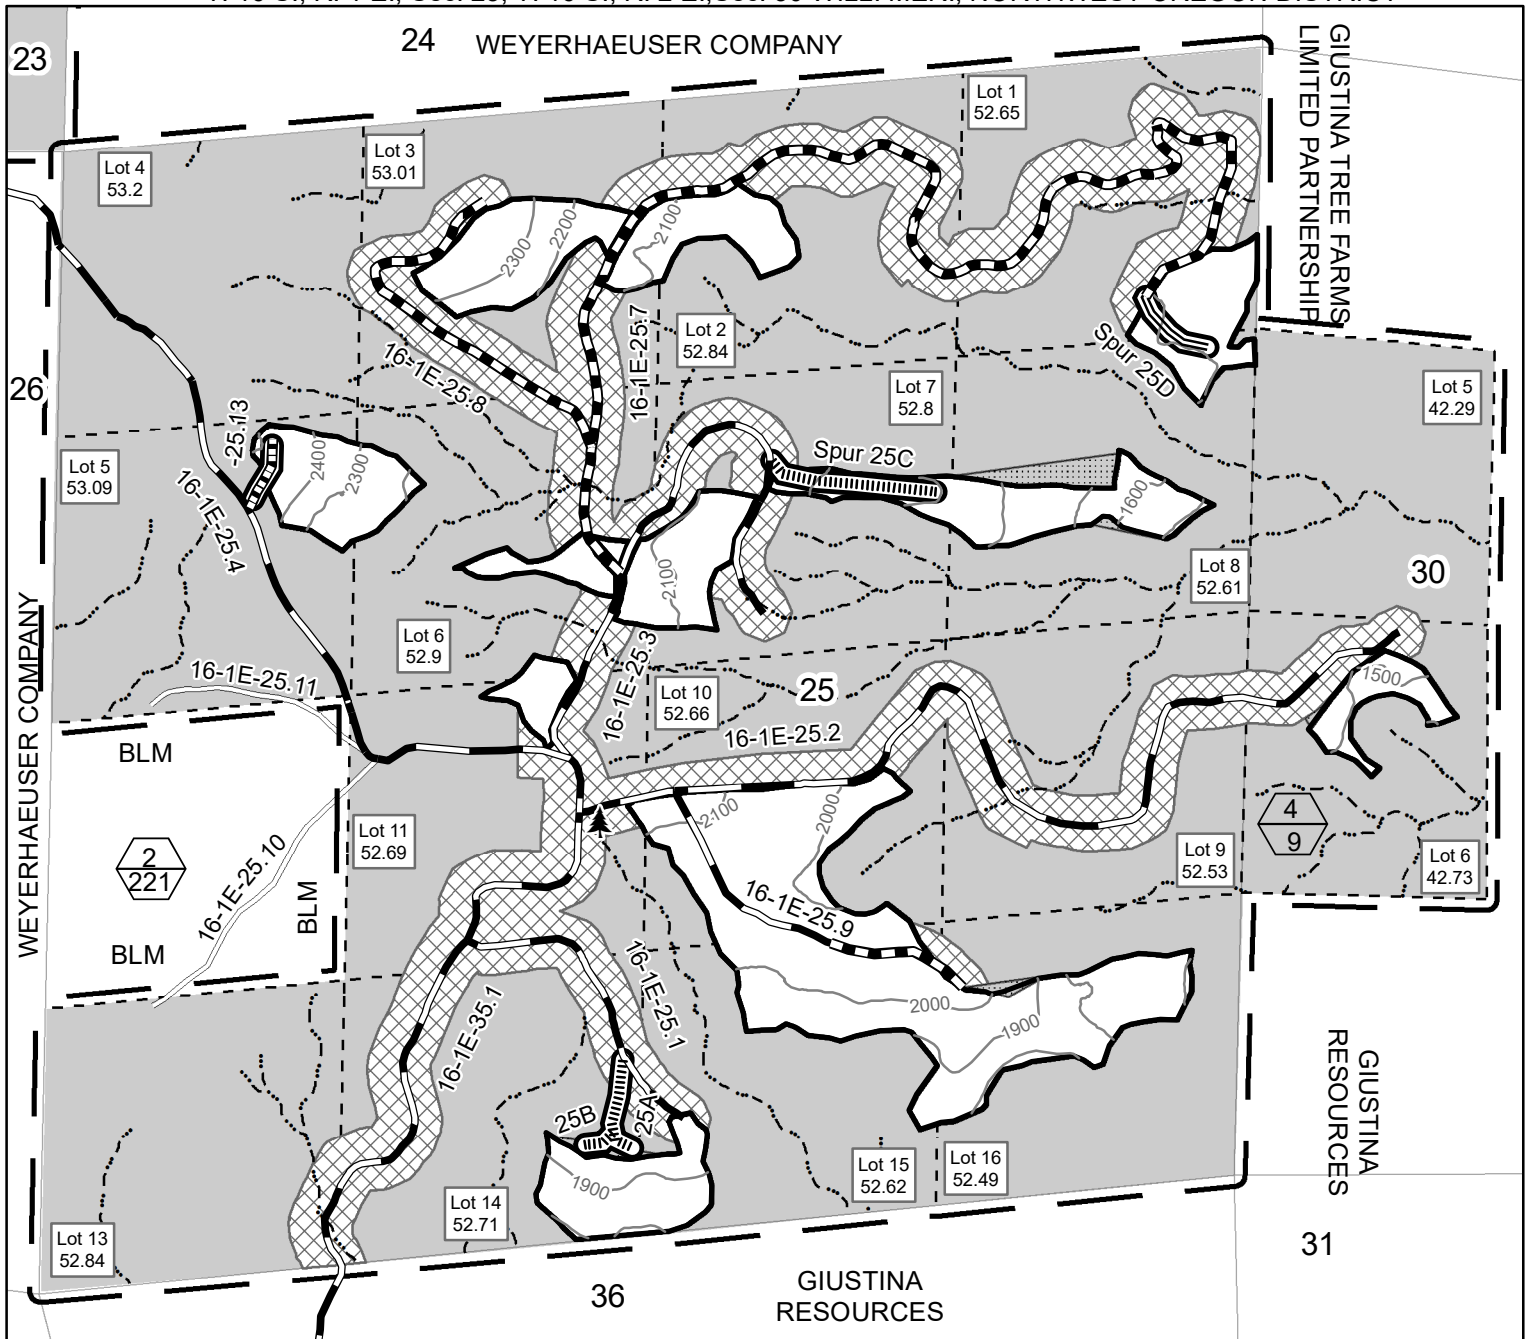 24
WEYERHAEUSER COMPANY
23
GIUSTINA TREE FARMS
LIMITED PARTNERSHIP
Lot 1
52.65
Lot 3
53.01
Lot 4
53.2
2300
2200
2100
16-1E-25.7
Lot 2
52.84
16-1E-25.8
Spur 25D
26
Lot 7
52.8
Lot 5
42.29
-25.13
2400
2300
Spur 25C
Lot 5
53.09
16-1E-25.4
1600
2100
Lot 8
52.61
30
WEYERHAEUSER COMPANY
Lot 6
52.9
16-1E-25.3
16-1E-25.11
Lot 10
52.66
25
1500
16-1E-25.2
BLM
2100
2000
4
9
Lot 11
52.69
2
221
16-1E-25.10
BLM
Lot 9
52.53
Lot 6
42.73
16-1E-25.9
BLM
16-1E-25.1
16-1E-35.1
2000
1900
GIUSTINA
RESOURCES
25B
25A
1900
Lot 15
52.62
Lot 16
52.49
Lot 14
52.71
Lot 13
52.84
31
36
GIUSTINA
RESOURCES